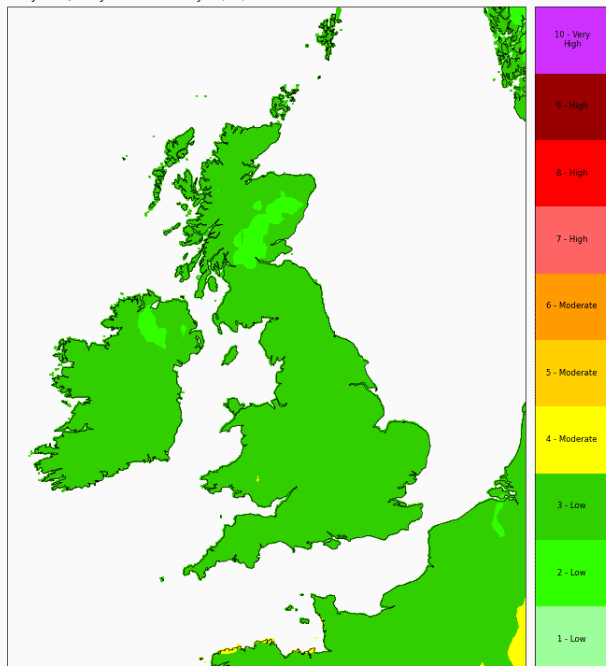 10 - Very
High
9 - High
8 - High
7 - High
6 - Moderate
5 - Moderate
4 - Moderate
3 - Low
2 - Low
1 - Low